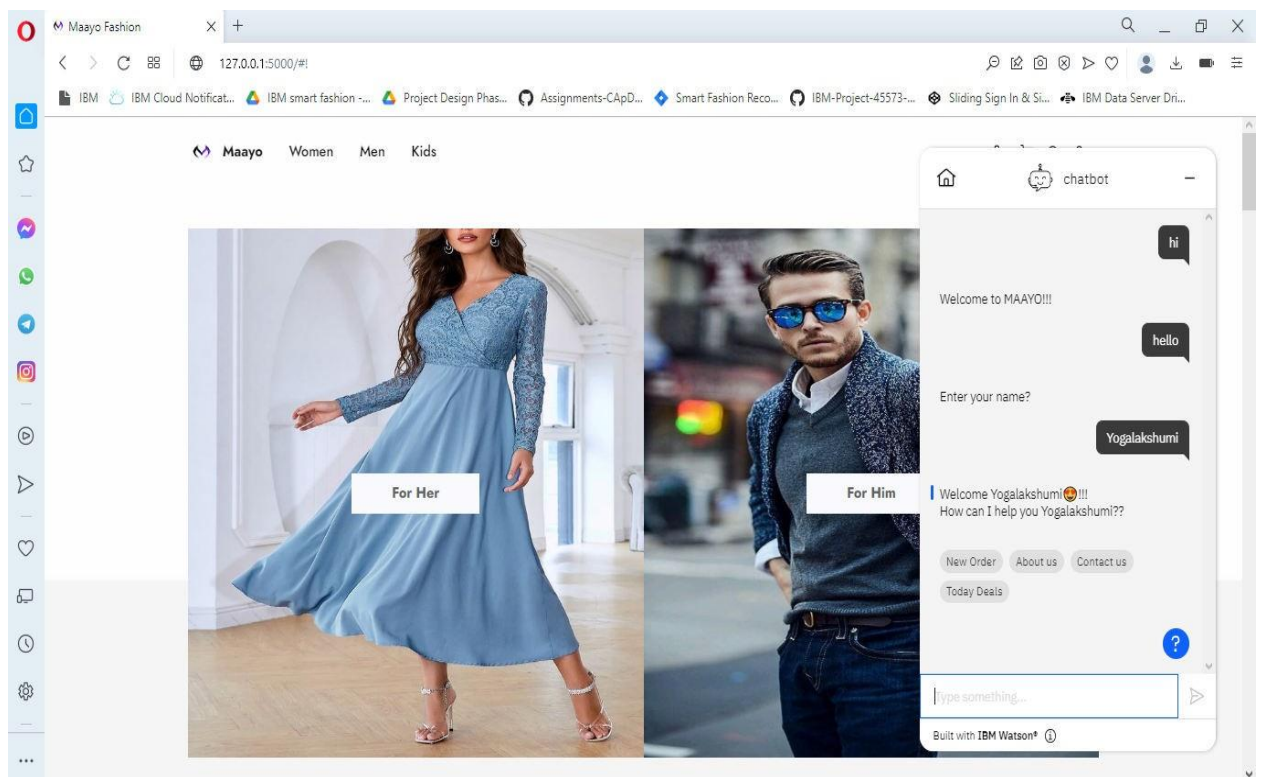 Maayo Fashion
127.0.0.1:5000/#!
IBM IBM Cloud Notificat... IBM smart fashion -... Project Design Phas... Assignments-CApD... Smart Fashion Reco... IBM-Project-45573-... Sliding Sign In & Si... IBM Data Server Dri...
Maayo Women Men Kids
For Her
For Him
chatbot
hi
Welcome to MAAYO!!!
hello
Enter your name?
Yogalakshumi
Welcome Yogalakshumi😍!!!
How can I help you Yogalakshumi??
New Order About us Contact us
Today Deals
?
Type something...
Built with IBM Watson®